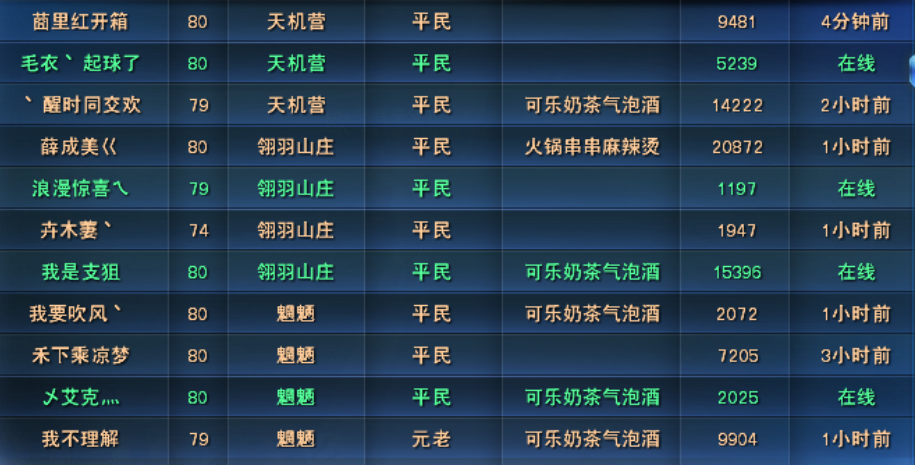 莔里红开箱 80 天机营 平民 9481 4分钟前
毛衣丶起球了 80 天机营 平民 5239 在线
丶醒时同交欢 79 天机营 平民 可乐奶茶气泡酒 14222 2小时前
薛成美巜 80 翎羽山庄 平民 火锅串串麻辣烫 20872 1小时前
浪漫惊喜乀 79 翎羽山庄 平民 1197 在线
卉木萋丶 74 翎羽山庄 平民 1947 1小时前
我是支狙 80 翎羽山庄 平民 可乐奶茶气泡酒 15396 在线
我要吹风丶 80 魍魉 平民 可乐奶茶气泡酒 2072 1小时前
禾下乘凉梦 80 魍魉 平民 7205 3小时前
乄艾克灬 80 魍魉 平民 可乐奶茶气泡酒 2025 在线
我不理解 79 魍魉 元老 可乐奶茶气泡酒 9904 1小时前